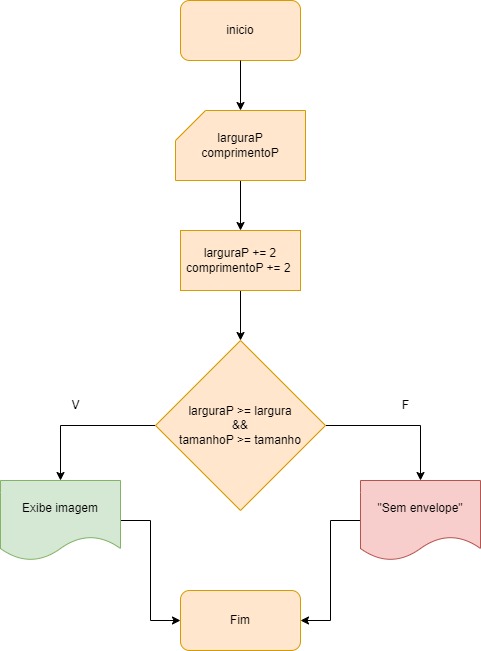 inicio
larguraP
comprimentoP
larguraP += 2
comprimentoP += 2
larguraP >= largura
&&
tamanhoP >= tamanho
V
F
Exibe imagem
"Sem envelope"
Fim